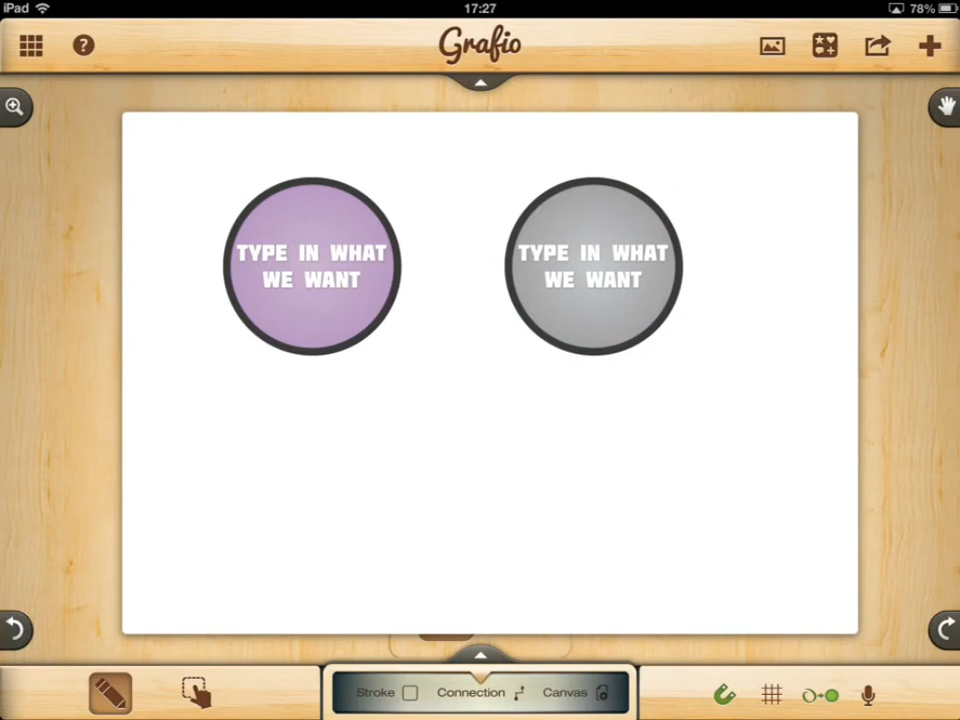 iPad 17:27 78%
Grafio
TYPE IN WHAT
WE WANT
TYPE IN WHAT
WE WANT
Stroke Connection Canvas